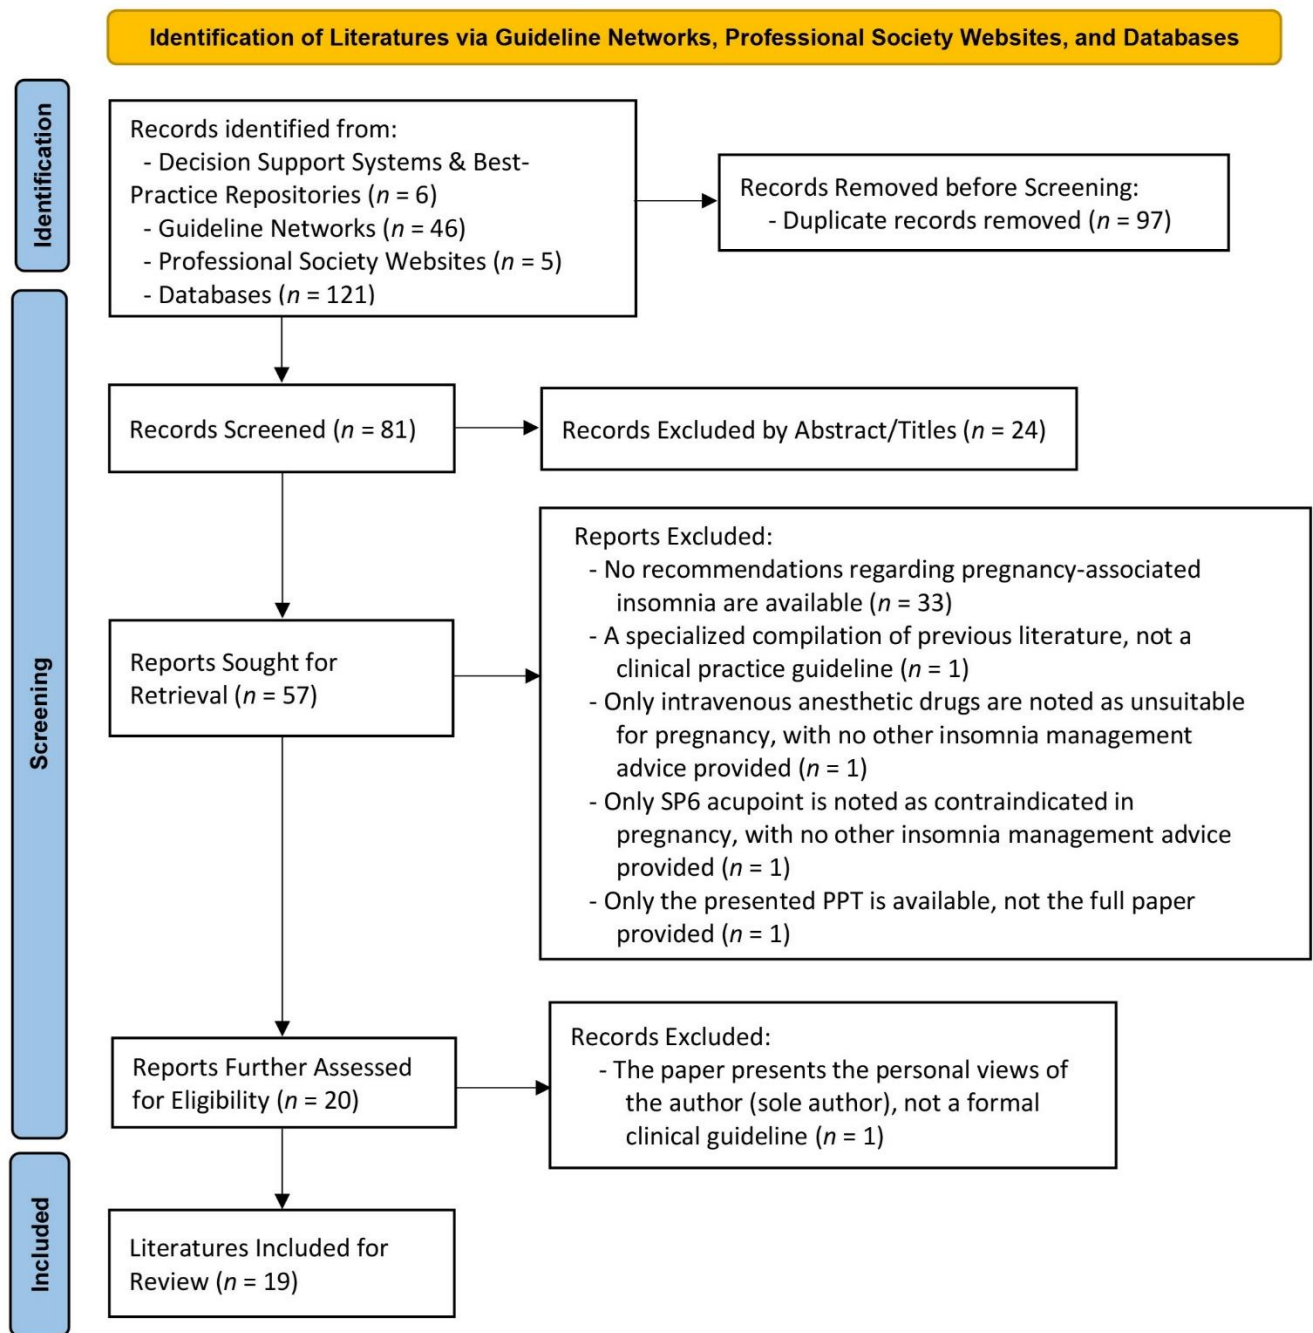 Identification of Literatures via Guideline Networks, Professional Society Websites, and Databases
Identification
Records identified from:
- Decision Support Systems & Best-
Practice Repositories (n = 6)
- Guideline Networks (n = 46)
- Professional Society Websites (n = 5)
- Databases (n = 121)
Records Removed before Screening:
- Duplicate records removed (n = 97)
Screening
Records Screened (n = 81)
Records Excluded by Abstract/Titles (n = 24)
Reports Sought for
Retrieval (n = 57)
Reports Excluded:
- No recommendations regarding pregnancy-associated
insomnia are available (n = 33)
- A specialized compilation of previous literature, not a
clinical practice guideline (n = 1)
- Only intravenous anesthetic drugs are noted as unsuitable
for pregnancy, with no other insomnia management
advice provided (n = 1)
- Only SP6 acupoint is noted as contraindicated in
pregnancy, with no other insomnia management advice
provided (n = 1)
- Only the presented PPT is available, not the full paper
provided (n = 1)
Reports Further Assessed
for Eligibility (n = 20)
Records Excluded:
- The paper presents the personal views of
the author (sole author), not a formal
clinical guideline (n = 1)
Included
Literatures Included for
Review (n = 19)